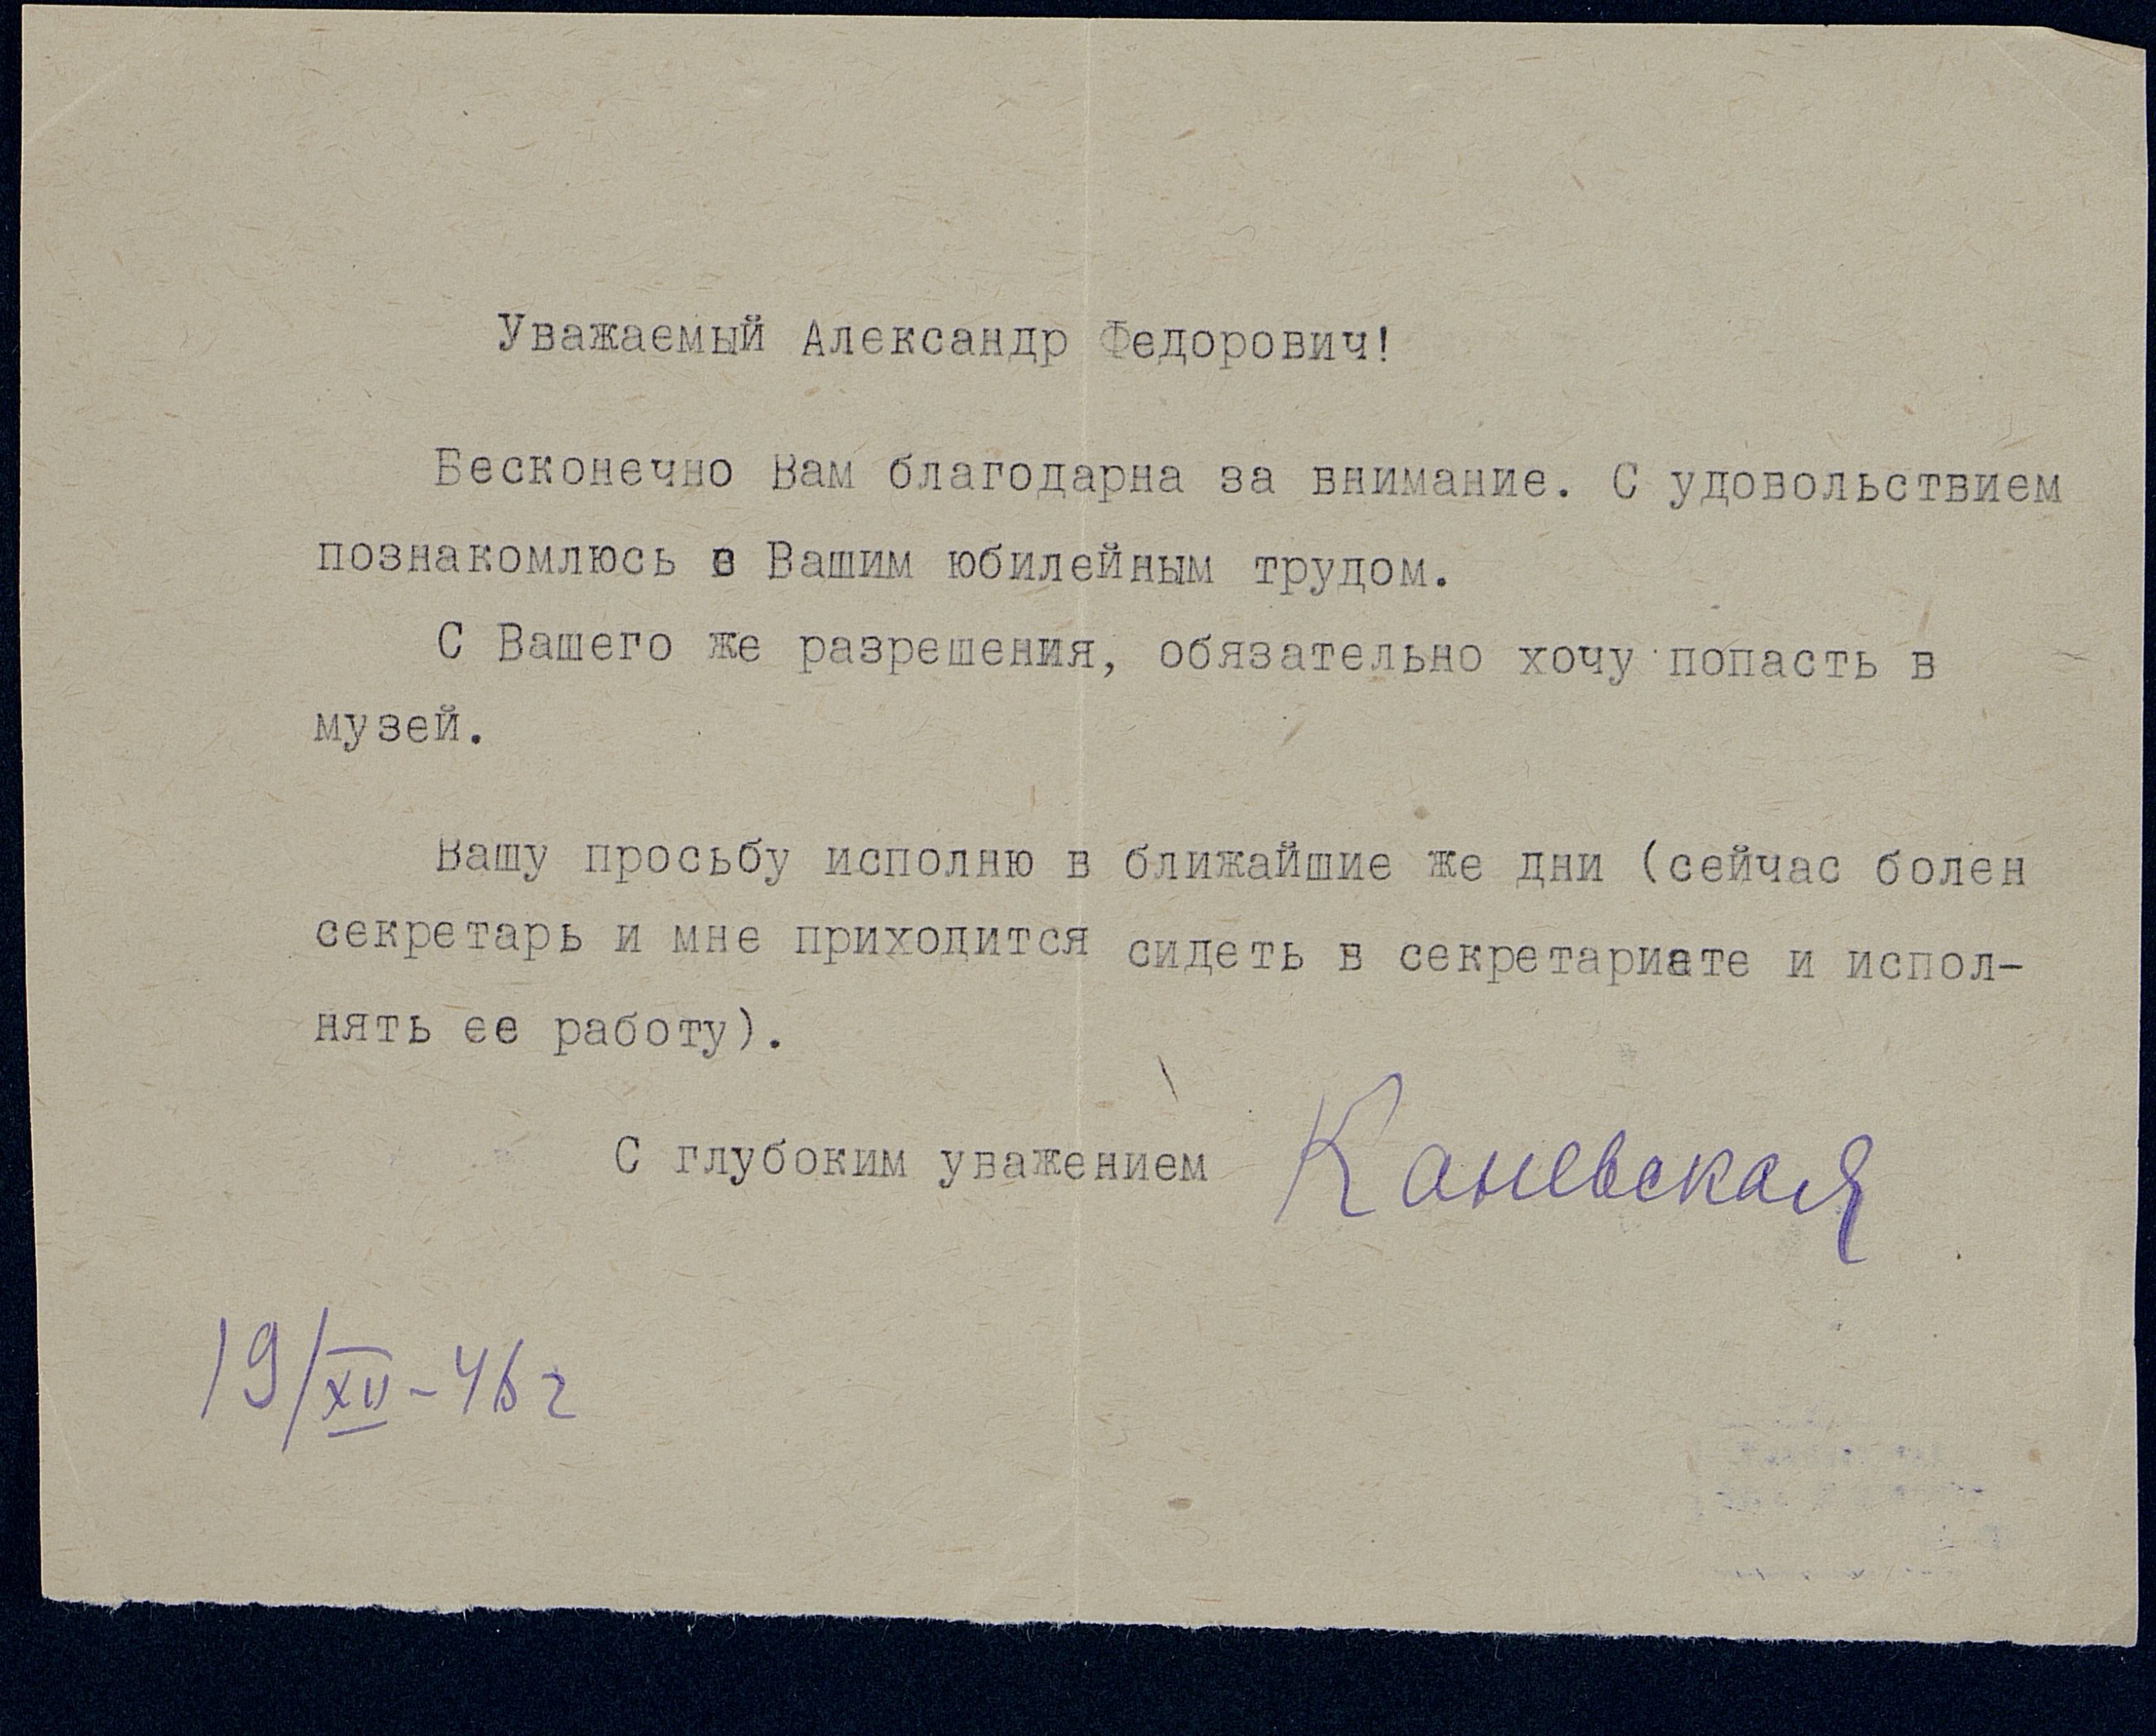 Уважаемый Александр Федорович!
Бесконечно Вам благодарна за внимание. С удовольствием
познакомлюсь с Вашим юбилейным трудом.
С Вашего же разрешения, обязательно хочу попасть в
музей.
Вашу просьбу исполню в ближайшие же дни (сейчас болен
секретарь и мне приходится сидеть в секретариате и испол-
нять ее работу).
С глубоким уважением Каневская
19/XII-46 г